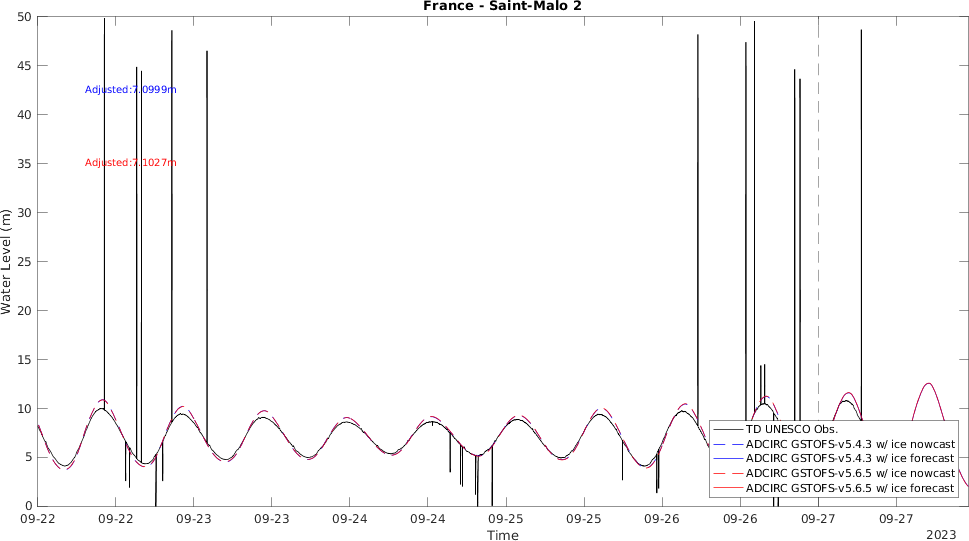 France - Saint-Malo 2
50
45
40
35
30
25
20
15
10
5
0
Water Level (m)
Adjusted:7.0999m
Adjusted:7.1027m
TD UNESCO Obs.
ADCIRC GSTOFS-v5.4.3 w/ ice nowcast
ADCIRC GSTOFS-v5.4.3 w/ ice forecast
ADCIRC GSTOFS-v5.6.5 w/ ice nowcast
ADCIRC GSTOFS-v5.6.5 w/ ice forecast
09-22 09-22 09-23 09-23 09-24 09-24 09-25 09-25 09-26 09-26 09-27 09-27
Time
2023